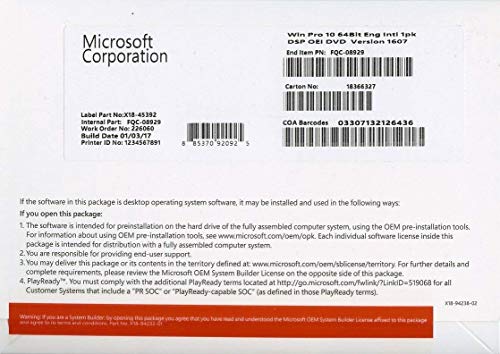 Microsoft
Corporation
Label Part No:X18-45392
Internal Part: FQC-08929
Work Order No: 226060
Build Date 01/03/17
Printer ID No: 1234567891
8 85370 92092 5
Win Pro 10 64Bit Eng Intl 1pk
DSP OEI DVD Version 1607
End Item PN: FQC-08929
Carton No: 18366327
COA Barcodes 03307132126436
If the software in this package is desktop operating system software, it may be installed and used in the following ways:
If you open this package:
1. The software is intended for preinstallation on the hard drive of the fully assembled computer system, using the OEM pre-installation tools.
For information about using OEM pre-installation tools, see www.microsoft.com/oem/opk. Each individual software license inside this
package is intended for distribution with a fully assembled computer system.
2. You are responsible for providing end-user support.
3. You may deliver this package or its contents in the territory defined at: www.microsoft.com/oem/sblicense/territory.
Please review the Microsoft OEM System Builder License on the opposite side of this package.
4. PlayReady. You must comply with the additional PlayReady terms located at http://go.microsoft.com/fwlink/?LinkID=519068 for all
Customer Systems that include a "PR SOC" or "PlayReady-capable SOC" (as defined in those PlayReady terms).
X18-94238-02
Warning: If you are a System Builder, by opening this package you agree that you have read and understood the Microsoft OEM System Builder License affixed to this package
and agree to its terms and conditions. Part No. X18-94232-01